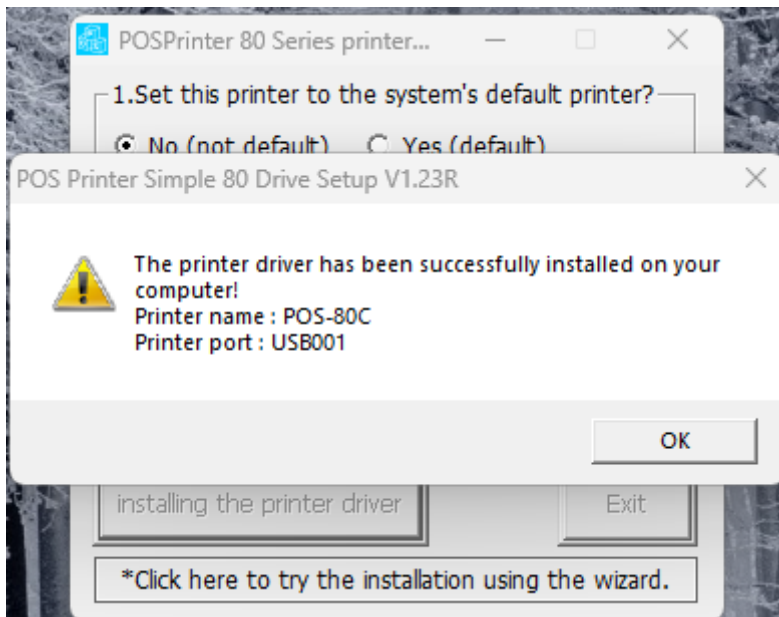 POSPrinter 80 Series printer...
1.Set this printer to the system's default printer?
No (not default) Yes (default)
POS Printer Simple 80 Drive Setup V1.23R
The printer driver has been successfully installed on your
computer!
Printer name : POS-80C
Printer port : USB001
OK
installing the printer driver Exit
*Click here to try the installation using the wizard.